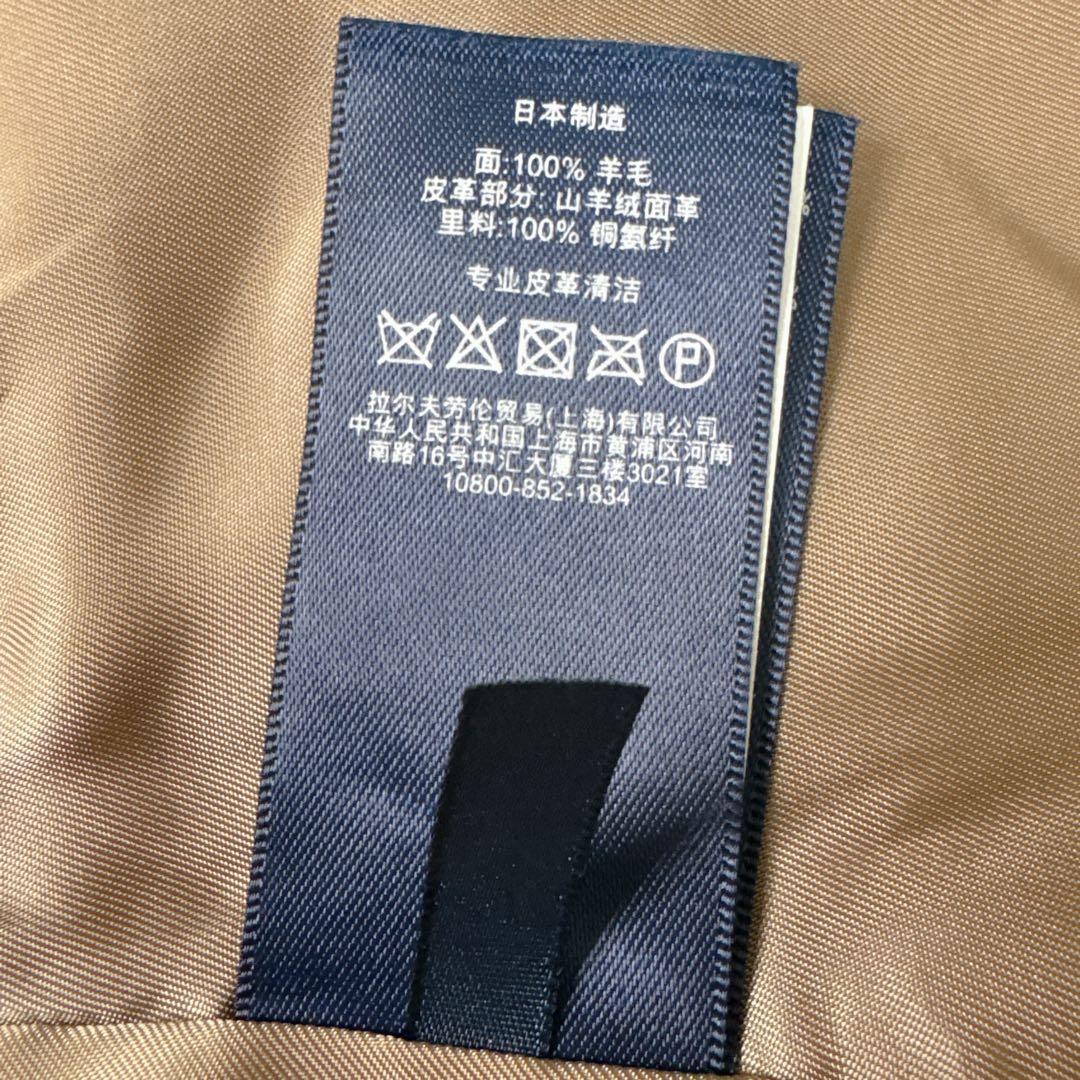 日本制造
面:100% 羊毛
皮革部分: 山羊绒面革
里料:100% 铜氨纤
专业皮革清洁
P
拉尔夫劳伦贸易(上海)有限公司
中华人民共和国上海市黄浦区河南
南路16号中汇大厦三楼3021室
10800-852-1834
%